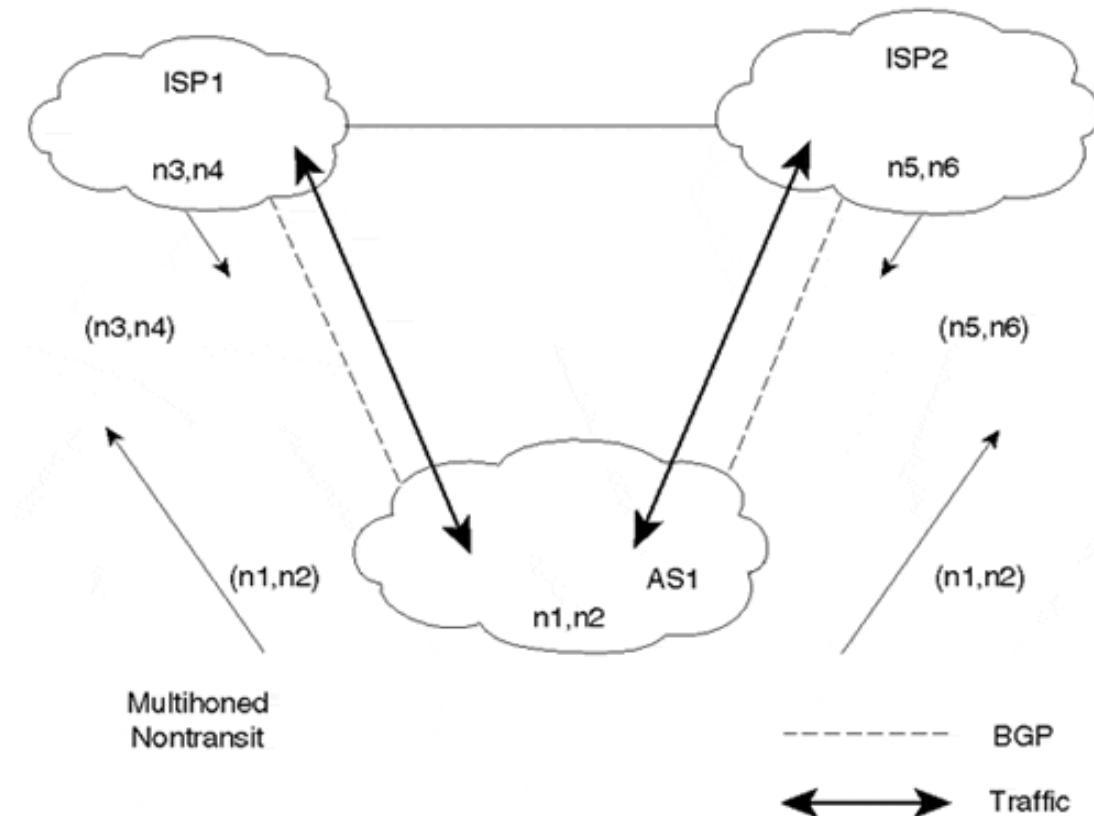 ISP1
ISP2
n3,n4
n5,n6
(n3,n4)
(n5,n6)
(n1,n2)
AS1
(n1,n2)
n1,n2
Multihoned
Nontransit
BGP
Traffic